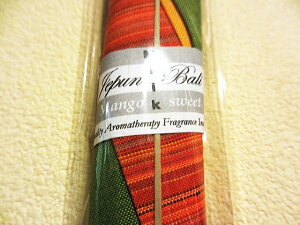 Jepun Bali
Mango k sweet
Aromatherapy Fragrance